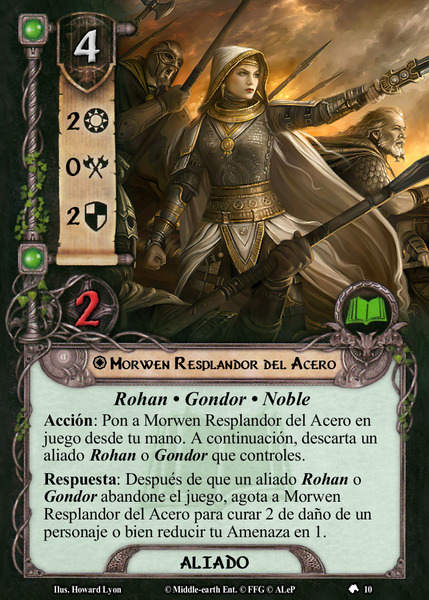 4
2
0
2
2
Morwen Resplandor del Acero
Rohan • Gondor • Noble
Acción: Pon a Morwen Resplandor del Acero en
juego desde tu mano. A continuación, descarta un
aliado Rohan o Gondor que controles.
Respuesta: Después de que un aliado Rohan o
Gondor abandone el juego, agota a Morwen
Resplandor del Acero para curar 2 de daño de un
personaje o bien reducir tu Amenaza en 1.
ALIADO
Ilus. Howard Lyon
© Middle-earth Ent. © FFG © ALeP
10